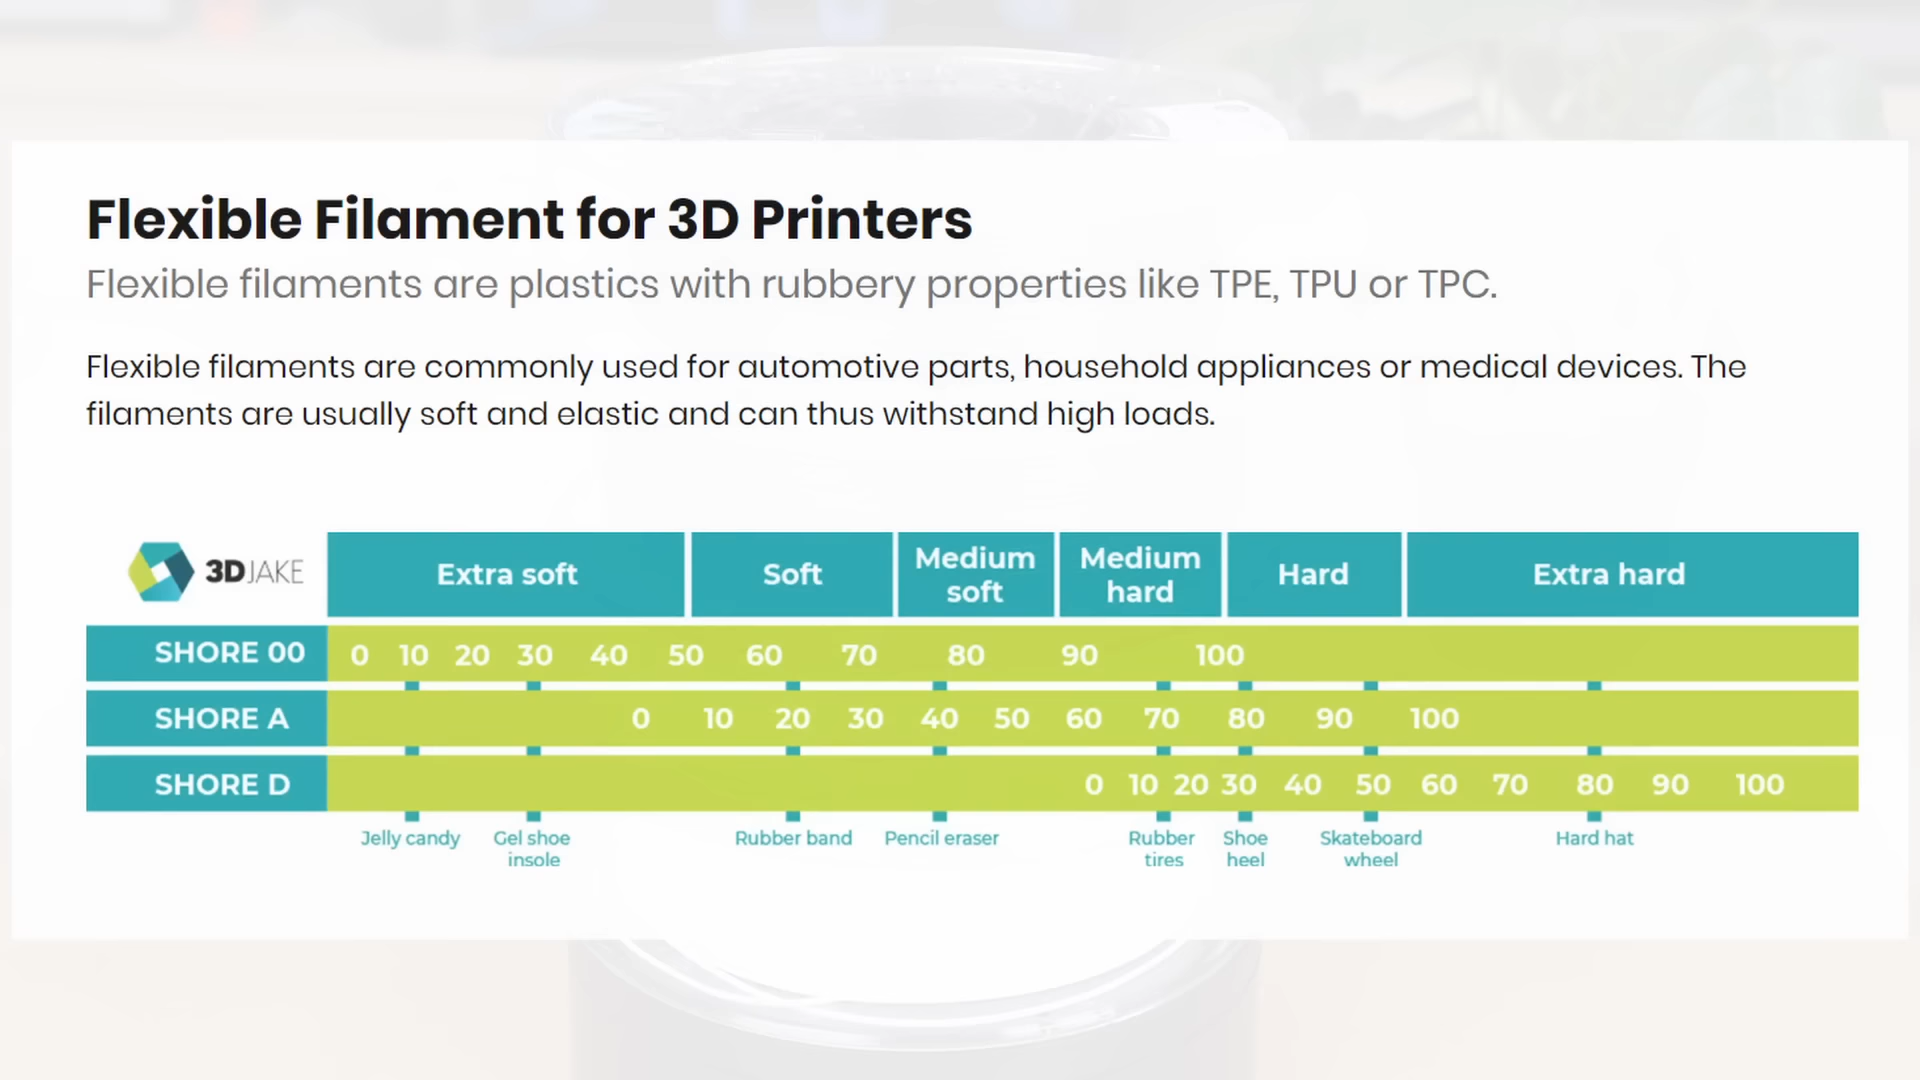 Flexible Filament for 3D Printers
Flexible filaments are plastics with rubbery properties like TPE, TPU or TPC.
Flexible filaments are commonly used for automotive parts, household appliances or medical devices. The
filaments are usually soft and elastic and can thus withstand high loads.
3DJAKE
Extra soft
Soft
Medium
soft
Medium
hard
Hard
Extra hard
SHORE 00 0 10 20 30 40 50 60 70 80 90 100
SHORE A 0 10 20 30 40 50 60 70 80 90 100
SHORE D 0 10 20 30 40 50 60 70 80 90 100
Jelly candy
Gel shoe
insole
Rubber band
Pencil eraser
Rubber
tires
Shoe
heel
Skateboard
wheel
Hard hat